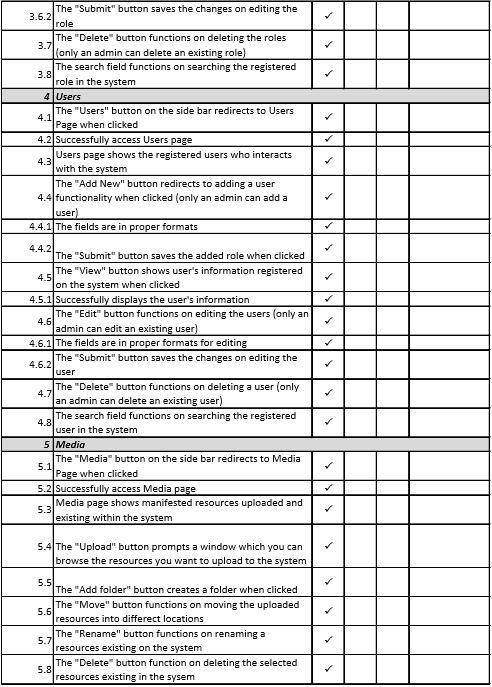 The "Submit" button saves the changes on editing the
3.6.2 role ✓
The "Delete" button functions on deleting the roles
3.7 (only an admin can delete an existing role) ✓
The search field functions on searching the registered
3.8 role in the system ✓
4 Users
The "Users" button on the side bar redirects to Users
4.1 Page when clicked ✓
4.2 Successfully access Users page ✓
Users page shows the registered users who interacts
4.3 with the system ✓
The "Add New" button redirects to adding a user
4.4 functionality when clicked (only an admin can add a ✓
user)
4.4.1 The fields are in proper formats ✓
4.4.2 The "Submit" button saves the added role when clicked ✓
The "View" button shows user's information registered
4.5 on the system when clicked ✓
4.5.1 Successfully displays the user's information ✓
The "Edit" button functions on editing the users (only an
4.6 admin can edit an existing user) ✓
4.6.1 The fields are in proper formats for editing ✓
The "Submit" button saves the changes on editing the
4.6.2 user ✓
The "Delete" button functions on deleting a user (only
4.7 an admin can delete an existing user) ✓
The search field functions on searching the registered
4.8 user in the system ✓
5 Media
The "Media" button on the side bar redirects to Media
5.1 Page when clicked ✓
5.2 Successfully access Media page ✓
Media page shows manifested resources uploaded and
5.3 existing within the system ✓
5.4 The "Upload" button prompts a window which you can ✓
browse the resources you want to upload to the system
5.5 The "Add folder" button creates a folder when clicked ✓
The "Move" button functions on moving the uploaded
5.6 resources into different locations ✓
The "Rename" button functions on renaming a
5.7 resources existing on the system ✓
The "Delete" button function on deleting the selected
5.8 resources existing in the sysem ✓